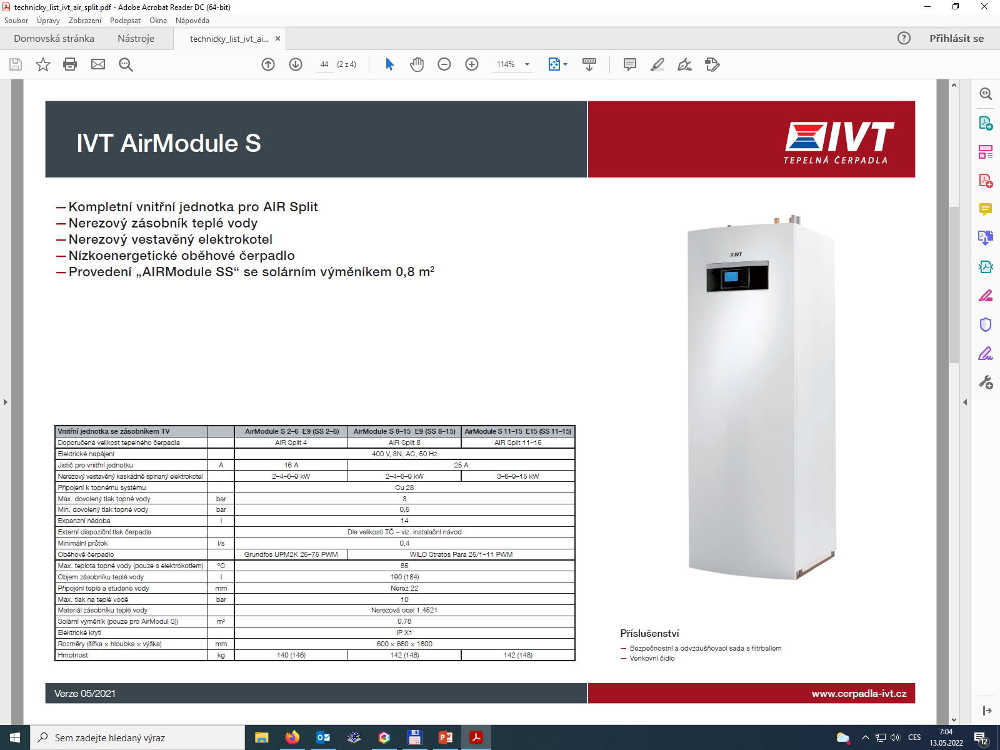 technicky_list_ivt_air_split.pdf - Adobe Acrobat Reader DC (64-bit)
Soubor Úpravy Zobrazení Podepsat Okna Nápověda
Domovská stránka Nástroje technicky_list_ivt_ai... × Přihlásit se
44 (2 z 4) 114%
IVT AirModule S
IVT
TEPELNÁ ČERPADLA
— Kompletní vnitřní jednotka pro AIR Split
— Nerezový zásobník teplé vody
— Nerezový vestavěný elektrokotel
— Nízkoenergetické oběhové čerpadlo
— Provedení „AIRModule SS“ se solárním výměníkem 0,8 m²
IVT
Vnitřní jednotka se zásobníkem TV AirModule S 2–6 E9 (SS 2–6) AirModule S 8–15 E9 (SS 8–15) AirModule S 11–15 E15 (SS 11–15)
Doporučená velikost tepelného čerpadla AIR Split 4 AIR Split 8 AIR Split 11–15
Elektrické napájení 400 V, 3N, AC, 50 Hz
Jistič pro vnitřní jednotku A 16 A 25 A
Nerezový vestavěný kaskádně spínaný elektrokotel 2–4–6–9 kW 2–4–6–9 kW 3–6–9–15 kW
Připojení k topnému systému Cu 28
Max. dovolený tlak topné vody bar 3
Min. dovolený tlak topné vody bar 0,5
Expanzní nádoba l 14
Externí dispoziční tlak čerpadla Dle velikosti TČ – viz. instalační návod
Minimální průtok l/s 0,4
Oběhově čerpadlo Grundfos UPM2K 25–75 PWM WILO Stratos Para 25/1–11 PWM
Max. teplota topné vody (pouze s elektrokotlem) °C 85
Objem zásobníku teplé vody l 190 (184)
Připojení teplé a studené vody mm Nerez 22
Max. tlak na teplé vodě bar 10
Materiál zásobníku teplé vody Nerezová ocel 1.4521
Solární výměník (pouze pro AirModul S)) m² 0,78
Elektrické krytí IP X1
Rozměry (šířka × hloubka × výška) mm 600 × 660 × 1800
Hmotnost kg 140 (146) 142 (148) 142 (148)
Příslušenství
— Bezpečnostní a odvzdušňovací sada s filtrballem
— Venkovní čidlo
Verze 05/2021 www.cerpadla-ivt.cz
Sem zadejte hledaný výraz CES 7:04
13.05.2022 12